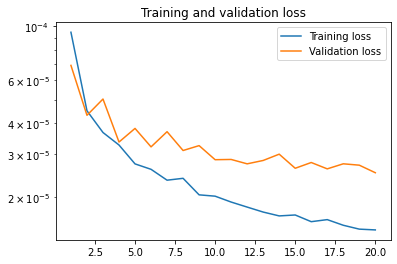 Training and validation loss
10⁻⁴
Training loss
Validation loss
6 × 10⁻⁵
4 × 10⁻⁵
3 × 10⁻⁵
2 × 10⁻⁵
2.5 5.0 7.5 10.0 12.5 15.0 17.5 20.0